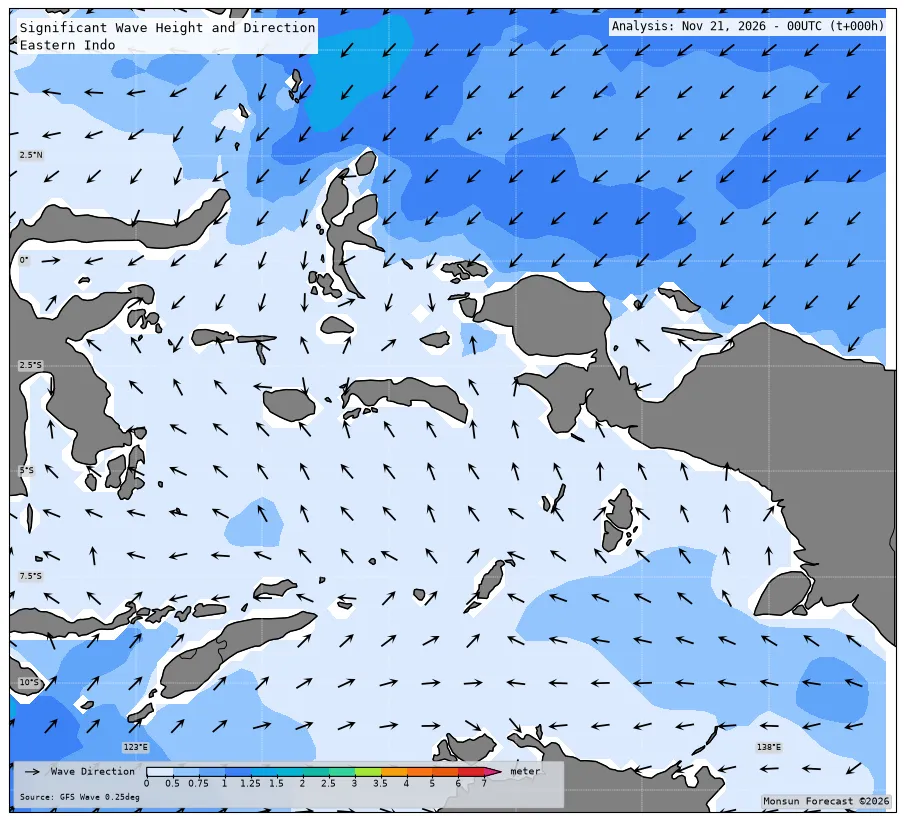 Significant Wave Height and Direction
Eastern Indo
Analysis: Nov 21, 2026 - 00UTC (t+000h)
2.5°N
0°
2.5°S
5°S
7.5°S
10°S
123°E
138°E
Wave Direction
meter
0 0.5 0.75 1 1.25 1.5 2 2.5 3 3.5 4 5 6 7
Source: GFS Wave 0.25deg
Monsun Forecast ©2026